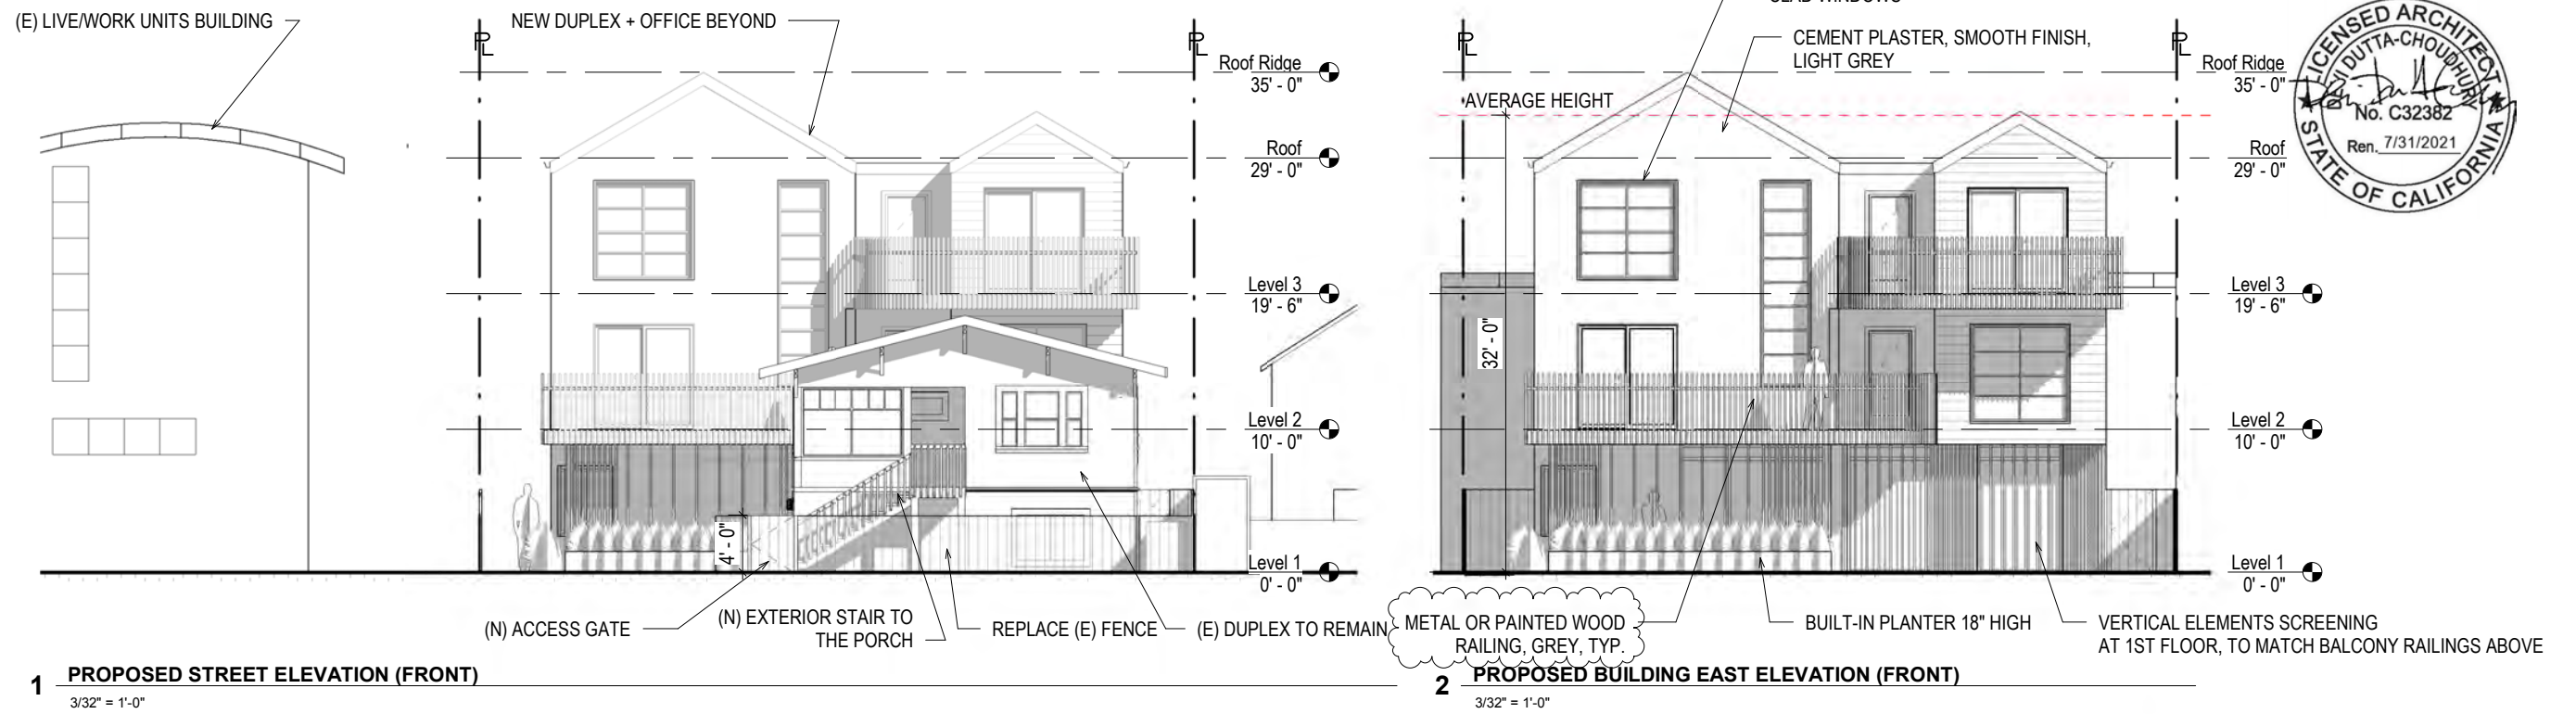 (E) LIVE/WORK UNITS BUILDING
NEW DUPLEX + OFFICE BEYOND
PL
PL
Roof Ridge
35' - 0"
Roof
29' - 0"
Level 3
19' - 6"
Level 2
10' - 0"
Level 1
0' - 0"
4' - 0"
(N) ACCESS GATE
(N) EXTERIOR STAIR TO
THE PORCH
REPLACE (E) FENCE
(E) DUPLEX TO REMAIN
1
PROPOSED STREET ELEVATION (FRONT)
3/32" = 1'-0"
PL
PL
CLAD WINDOWS
CEMENT PLASTER, SMOOTH FINISH,
LIGHT GREY
AVERAGE HEIGHT
32' - 0"
Roof Ridge
35' - 0"
Roof
29' - 0"
Level 3
19' - 6"
Level 2
10' - 0"
Level 1
0' - 0"
METAL OR PAINTED WOOD
RAILING, GREY, TYP.
BUILT-IN PLANTER 18" HIGH
VERTICAL ELEMENTS SCREENING
AT 1ST FLOOR, TO MATCH BALCONY RAILINGS ABOVE
2
PROPOSED BUILDING EAST ELEVATION (FRONT)
3/32" = 1'-0"
LICENSED ARCHITECT
DUTTA-CHOUDHURY
No. C32382
Ren. 7/31/2021
STATE OF CALIFORNIA